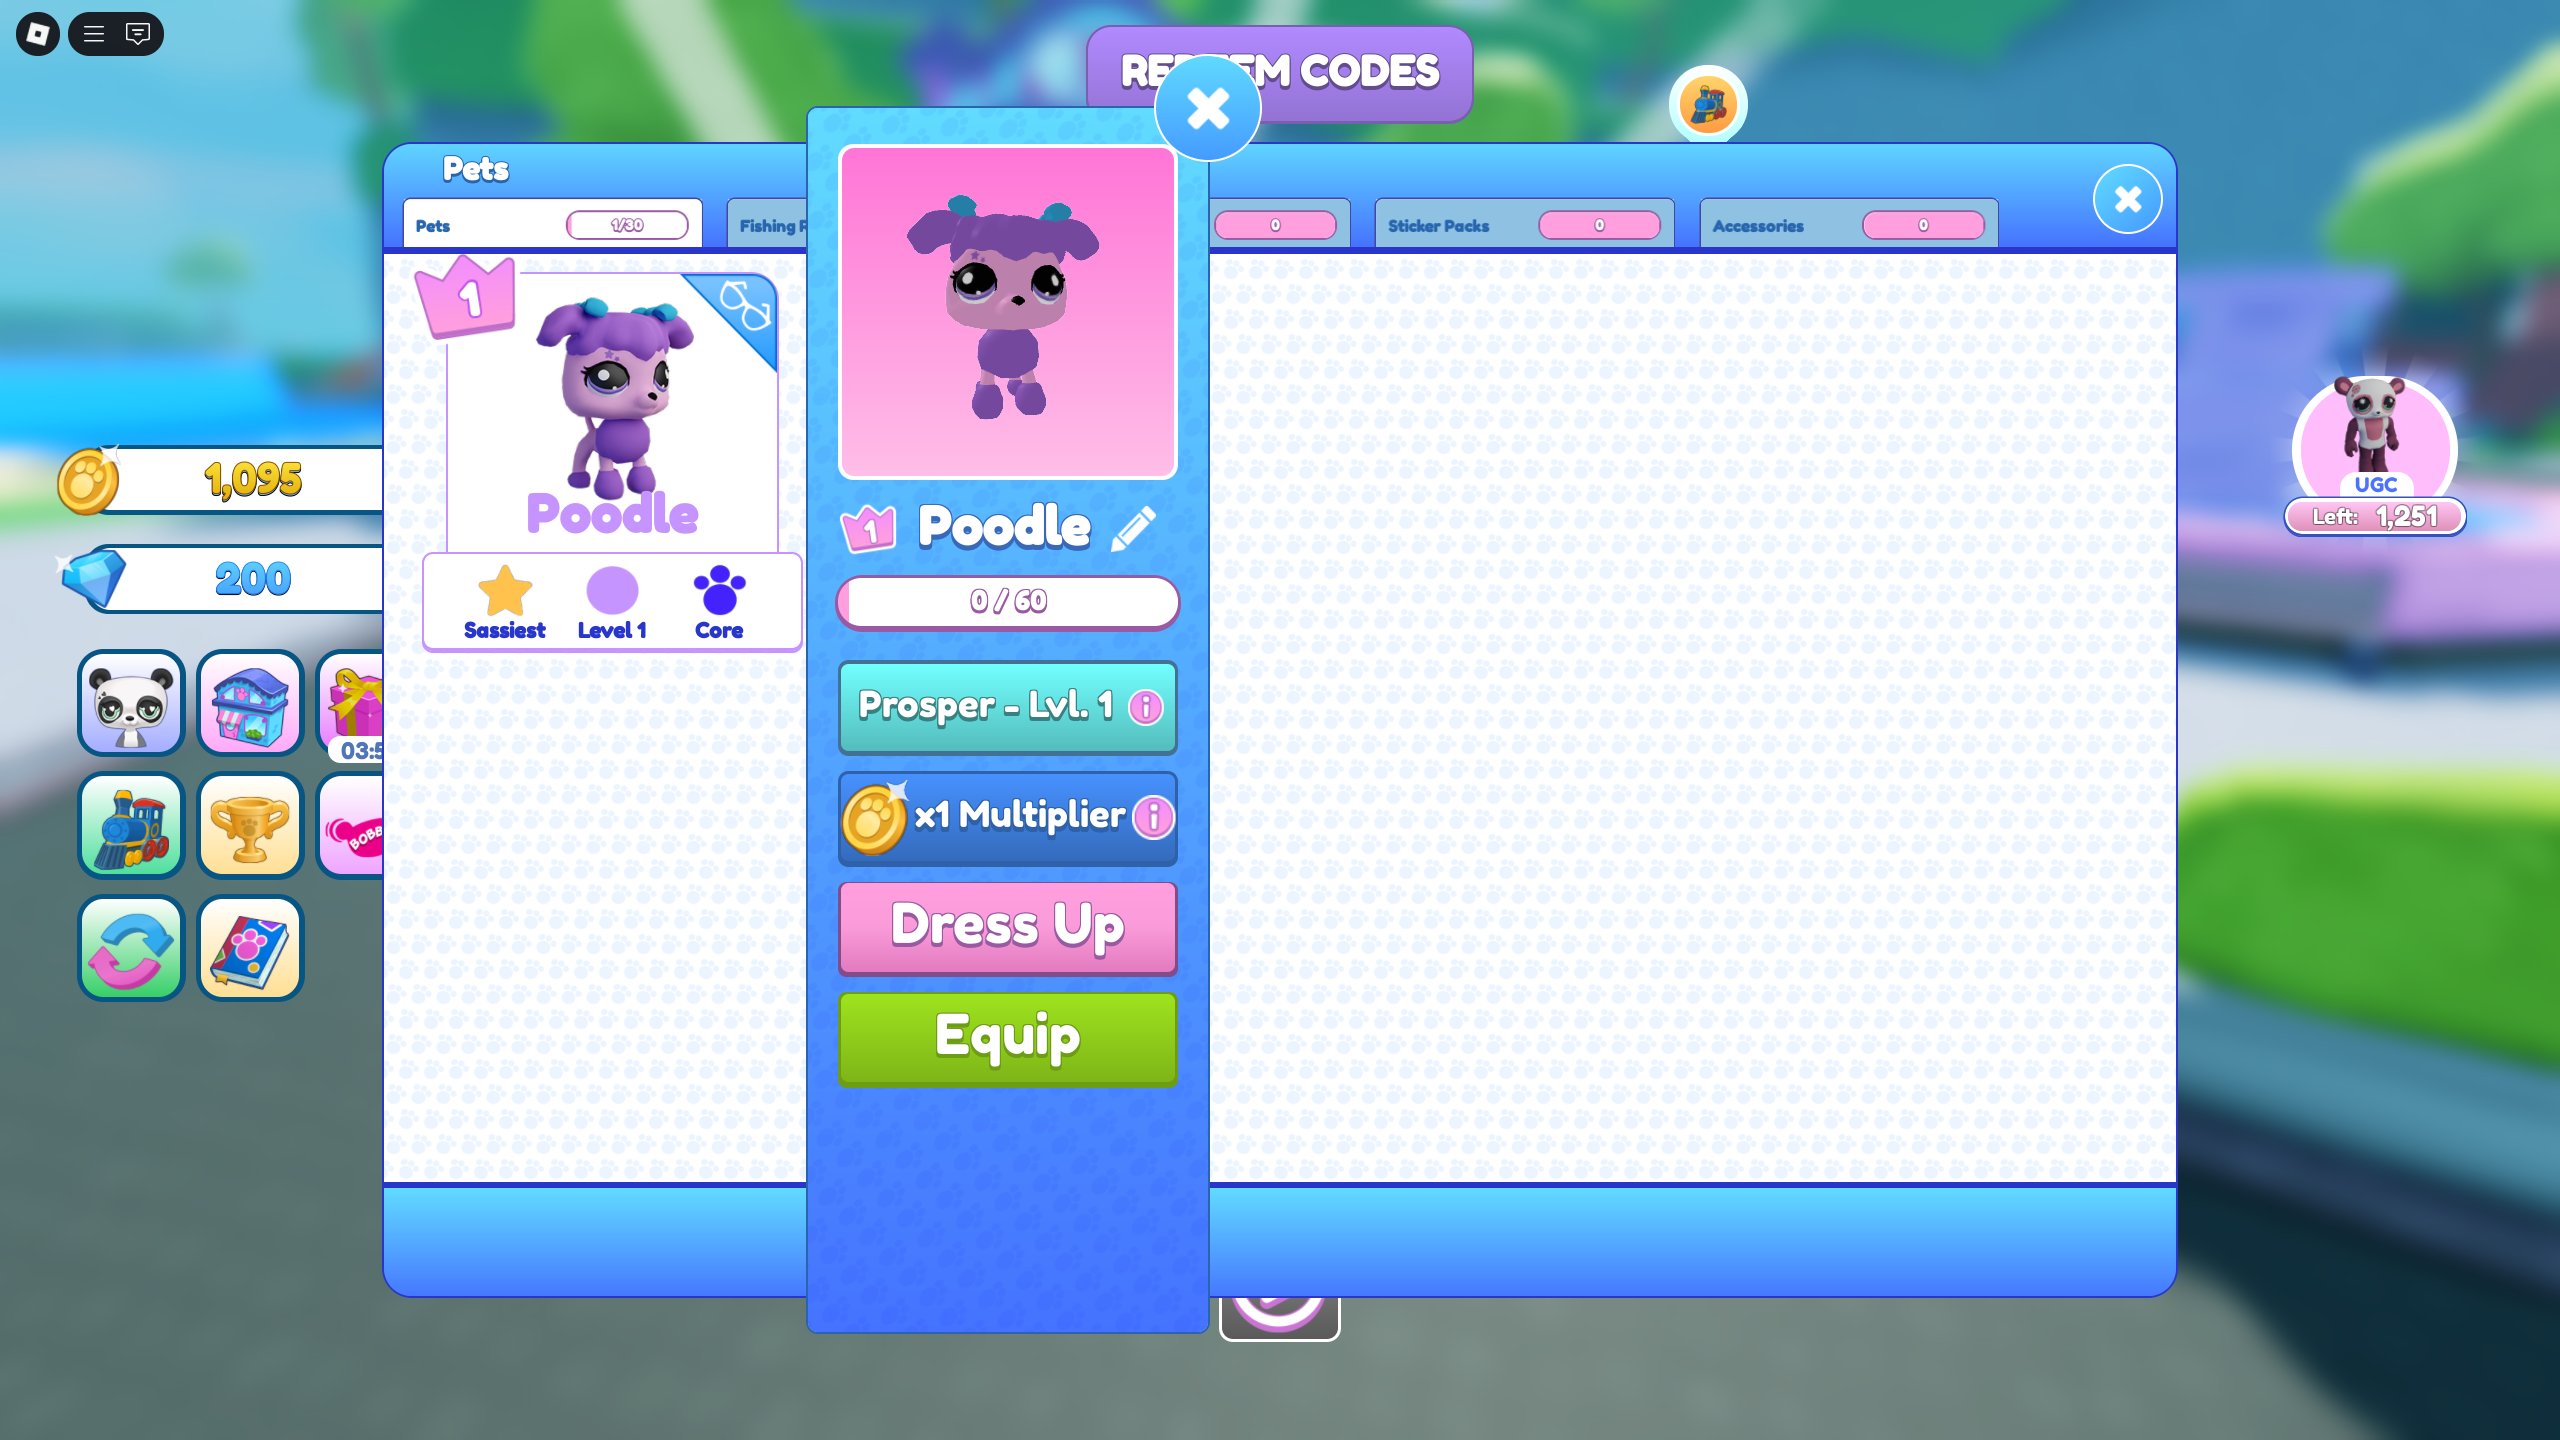 REDEEM CODES
Pets
Pets 1/30
Fishing R
0
Sticker Packs 0
Accessories 0
1
Poodle
Sassiest
Level 1
Core
1 Poodle
0 / 60
Prosper - Lvl. 1 i
x1 Multiplier i
Dress Up
Equip
1,095
200
03:5
BOBB
UGC
Left: 1,251